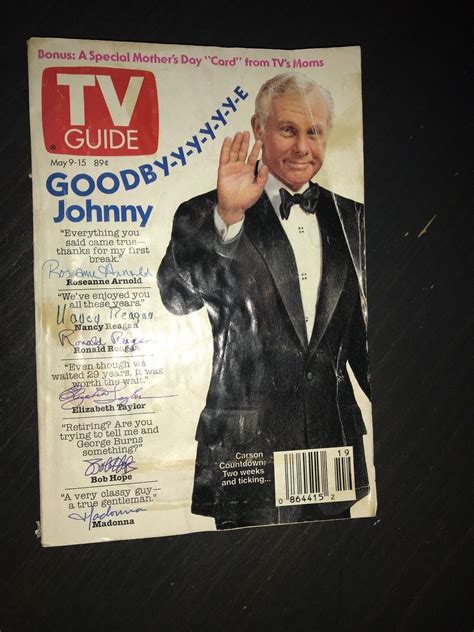 Bonus: A Special Mother's Day "Card" from TV's Moms
TV
GUIDE
®
May 9-15 89¢
GOODBY-Y-Y-Y-Y-Y-E
Johnny
"Everything you
said came true—
thanks for my first
break."
Roseanne Arnold
Roseanne Arnold
"We've enjoyed you
all these years."
Nancy Reagan
Nancy Reagan
Ronald Reagan
Ronald Reagan
"Even though we
waited 29 years, it was
worth the wait."
Elizabeth Taylor
Elizabeth Taylor
"Retiring? Are you
trying to tell me and
George Burns
something?"
Bob Hope
Bob Hope
"A very classy guy—
a true gentleman."
Madonna
Madonna
Carson
Countdown:
Two weeks
and ticking...
19
0 864415 2